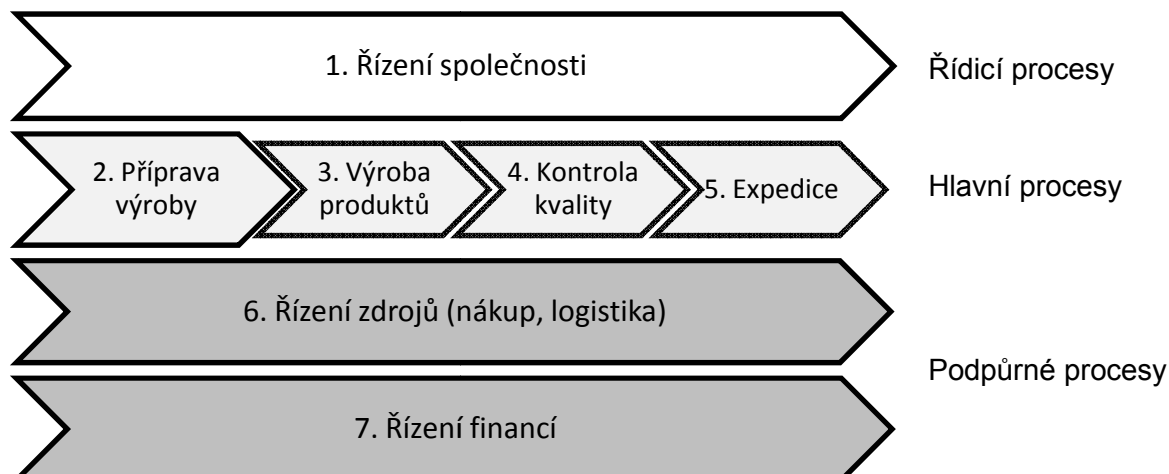 1. Řízení společnosti
Řídicí procesy
2. Příprava
výroby
3. Výroba
produktů
4. Kontrola
kvality
5. Expedice
Hlavní procesy
6. Řízení zdrojů (nákup, logistika)
Podpůrné procesy
7. Řízení financí